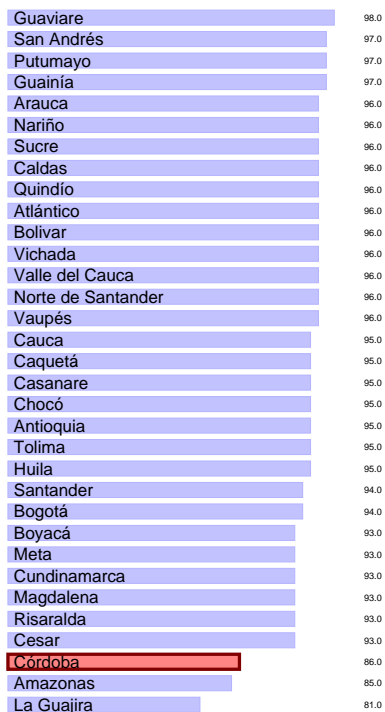 Guaviare 98.0
San Andrés 97.0
Putumayo 97.0
Guainía 97.0
Arauca 96.0
Nariño 96.0
Sucre 96.0
Caldas 96.0
Quindío 96.0
Atlántico 96.0
Bolivar 96.0
Vichada 96.0
Valle del Cauca 96.0
Norte de Santander 96.0
Vaupés 96.0
Cauca 95.0
Caquetá 95.0
Casanare 95.0
Chocó 95.0
Antioquia 95.0
Tolima 95.0
Huila 95.0
Santander 94.0
Bogotá 94.0
Boyacá 93.0
Meta 93.0
Cundinamarca 93.0
Magdalena 93.0
Risaralda 93.0
Cesar 93.0
Córdoba 86.0
Amazonas 85.0
La Guajira 81.0